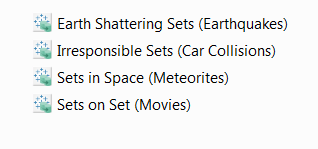 Earth Shattering Sets (Earthquakes)
Irresponsible Sets (Car Collisions)
Sets in Space (Meteorites)
Sets on Set (Movies)